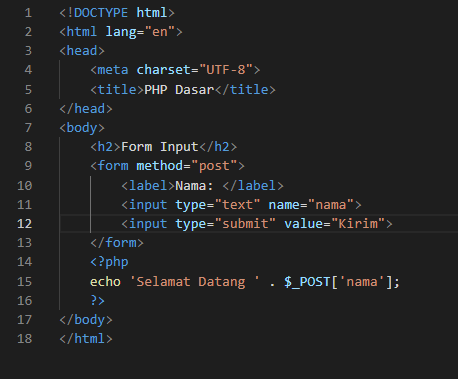 1 <!DOCTYPE html>
2 <html lang="en">
3 <head>
4     <meta charset="UTF-8">
5     <title>PHP Dasar</title>
6 </head>
7 <body>
8     <h2>Form Input</h2>
9     <form method="post">
10         <label>Nama: </label>
11         <input type="text" name="nama">
12         <input type="submit" value="Kirim">
13     </form>
14     <?php
15     echo 'Selamat Datang ' . $_POST['nama'];
16     ?>
17 </body>
18 </html>